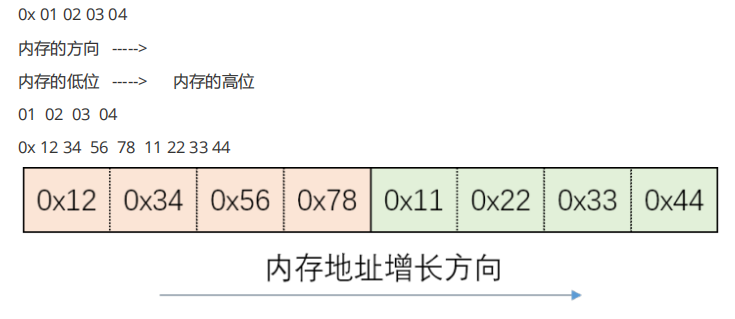 0x 01 02 03 04
内存的方向 ----->
内存的低位 -----> 内存的高位
01 02 03 04
0x 12 34 56 78 11 22 33 44
0x12 0x34 0x56 0x78 0x11 0x22 0x33 0x44
内存地址增长方向